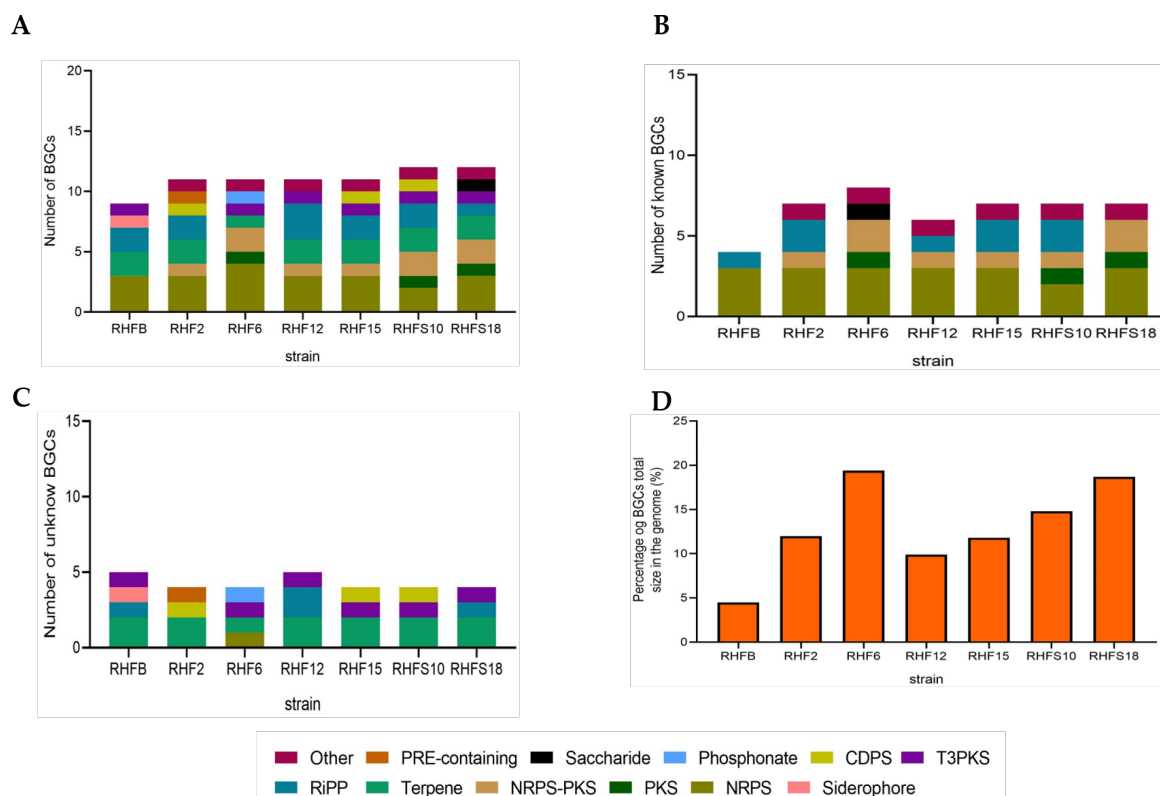 A
Number of BGCs
20
15
10
5
0
RHFB RHF2 RHF6 RHF12 RHF15 RHFS10 RHFS18
strain
B
Number of known BGCs
15
10
5
0
RHFB RHF2 RHF6 RHF12 RHF15 RHFS10 RHFS18
strain
C
Number of unknow BGCs
15
10
5
0
RHFB RHF2 RHF6 RHF12 RHF15 RHFS10 RHFS18
strain
D
Percentage og BGCs total
size in the genome (%)
25
20
15
10
5
0
RHFB RHF2 RHF6 RHF12 RHF15 RHFS10 RHFS18
strain
Other PRE-containing Saccharide Phosphonate CDPS T3PKS
RiPP Terpene NRPS-PKS PKS NRPS Siderophore